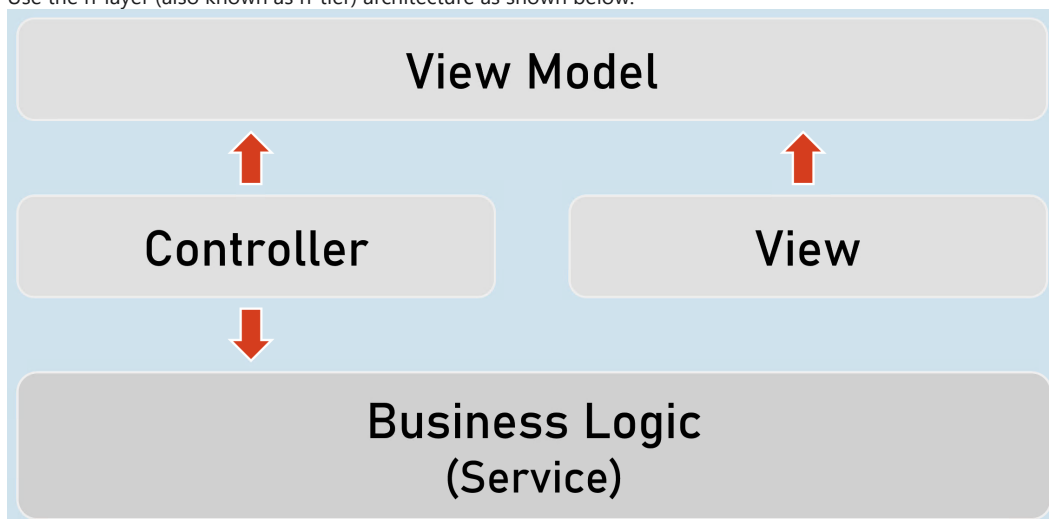 Use the n-layer (also known as n-tier) architecture as shown below.
View Model
Controller
View
Business Logic
(Service)